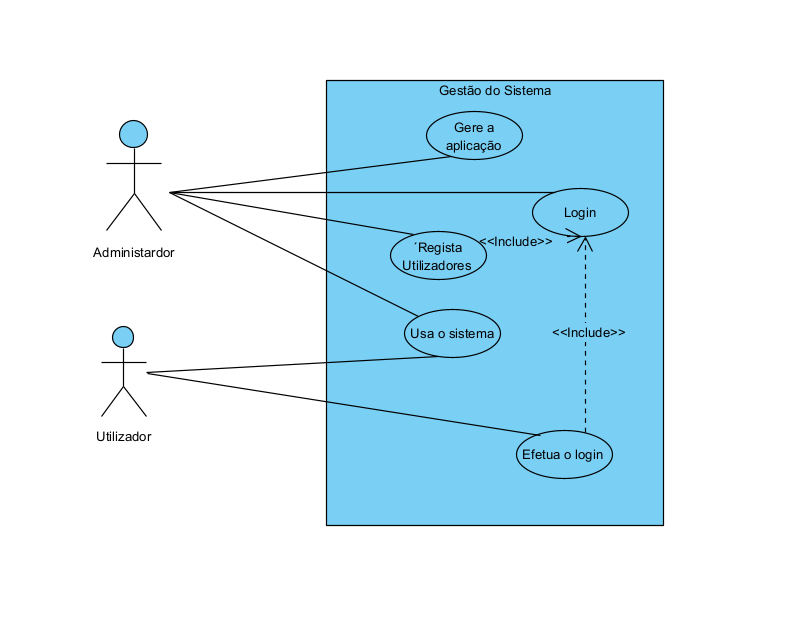 Gestão do Sistema
Gere a
aplicação
Login
<<Include>>
´Regista
Utilizadores
Administardor
Usa o sistema
<<Include>>
Utilizador
Efetua o login